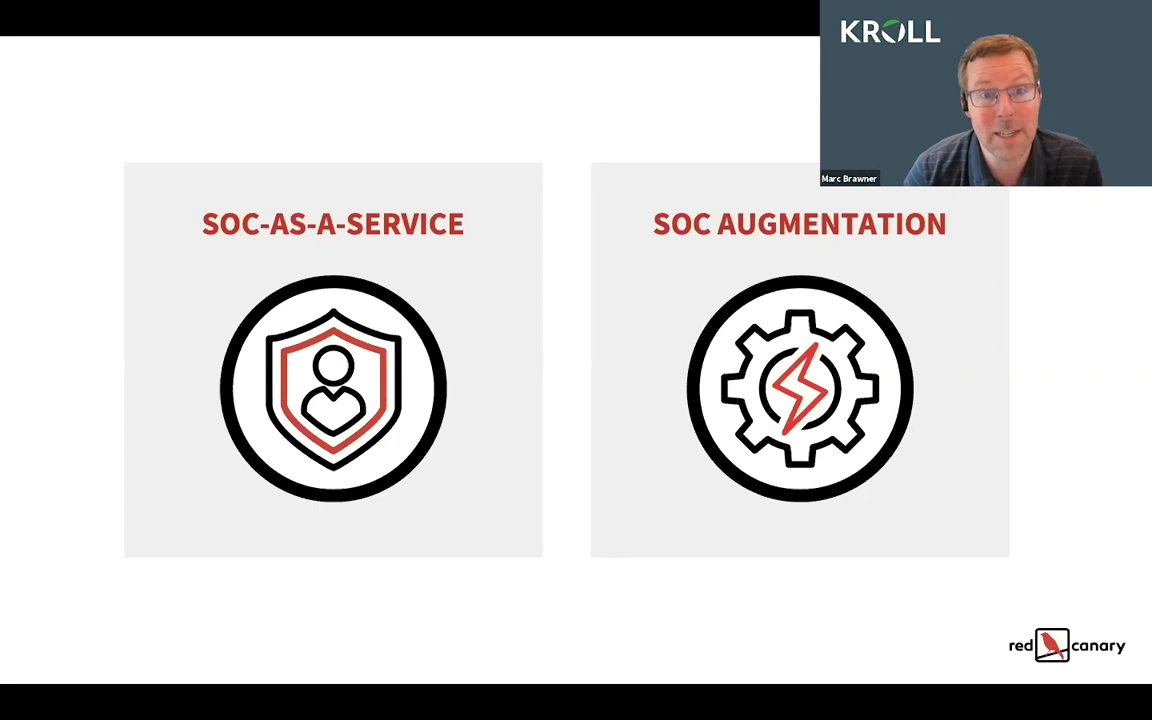 KROLL
Marc Brawner
SOC-AS-A-SERVICE
SOC AUGMENTATION
red canary